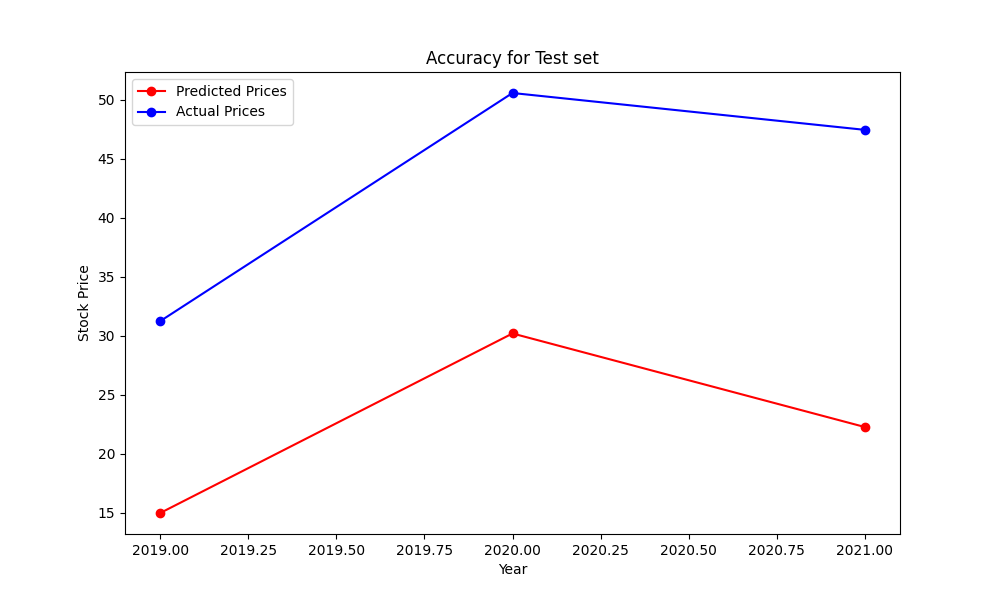 Accuracy for Test set
Predicted Prices
Actual Prices
50
45
40
35
30
25
20
15
Stock Price
2019.00 2019.25 2019.50 2019.75 2020.00 2020.25 2020.50 2020.75 2021.00
Year